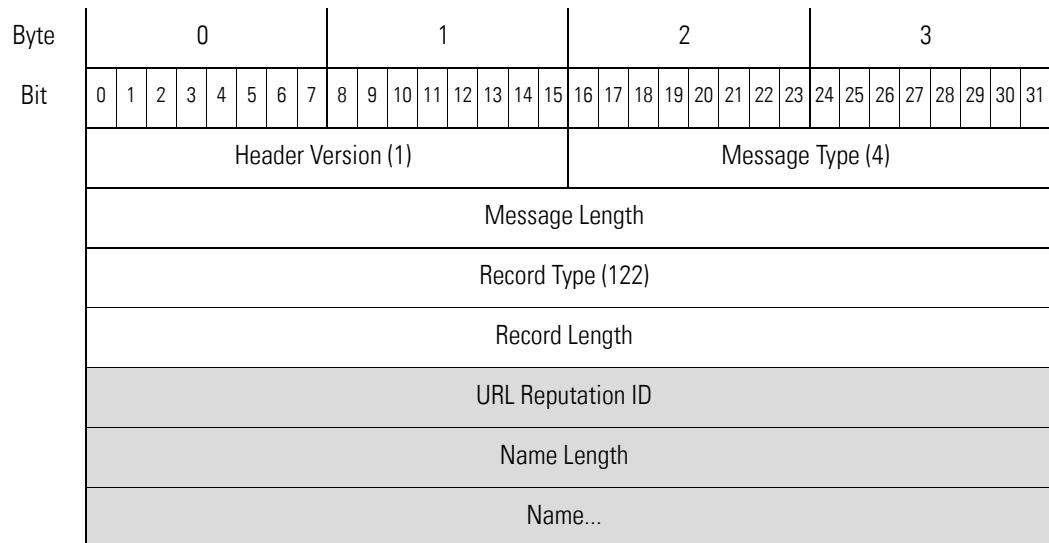 Byte 0 1 2 3
Bit 0 1 2 3 4 5 6 7 8 9 10 11 12 13 14 15 16 17 18 19 20 21 22 23 24 25 26 27 28 29 30 31
Header Version (1) Message Type (4)
Message Length
Record Type (122)
Record Length
URL Reputation ID
Name Length
Name...